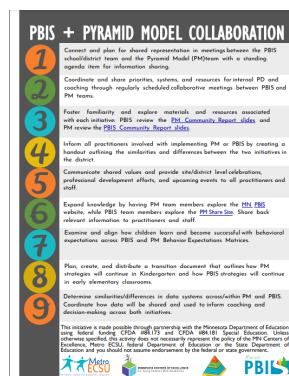 PBIS + PYRAMID MODEL COLLABORATION
1
Connect and plan for shared representation in meetings between the PBIS
school/district team and the Pyramid Model (PM)team with a standing
agenda item for information sharing.
2
Coordinate and share priorities, systems, and resources for internal PD and
coaching through regularly scheduled collaborative meetings between PBIS and
PM teams.
3
Foster familiarity and explore materials and resources associated
with each initiative: PBIS review the PM Community Report slides and
PM review the PBIS Community Report slides.
4
Inform all practitioners involved with implementing PM or PBIS by creating a
handout outlining the similarities and differences between the two initiatives in
the district.
5
Communicate shared values and provide site/district level celebrations,
professional development efforts, and upcoming events to all practitioners and
staff.
6
Expand knowledge by having PM team members explore the MN PBIS
website, while PBIS team members explore the PM Share Site. Share back
relevant information to practitioners and staff.
7
Examine and align how children learn and become successful with behavioral
expectations across PBIS and PM Behavior Expectations Matrices.
8
Plan, create, and distribute a transition document that outlines how PM
strategies will continue in Kindergarten and how PBIS strategies will continue
in early elementary classrooms.
9
Determine similarities/differences in data systems across/within PM and PBIS.
Coordinate how data will be shared and used to inform coaching and
decision-making across both initiatives.
This initiative is made possible through partnership with the Minnesota Department of Education
using federal funding CFDA #84.173 and CFDA #84.181 Special Education. Unless
otherwise specified, this activity does not necessarily represent the policy of the MN Centers of
Excellence, Metro ECSU, federal Department of Education or the State Department of
Education and you should not assume endorsement by the federal or state government.
Metro
ECSU
MINNESOTA CENTERS OF EXCELLENCE
PBIS